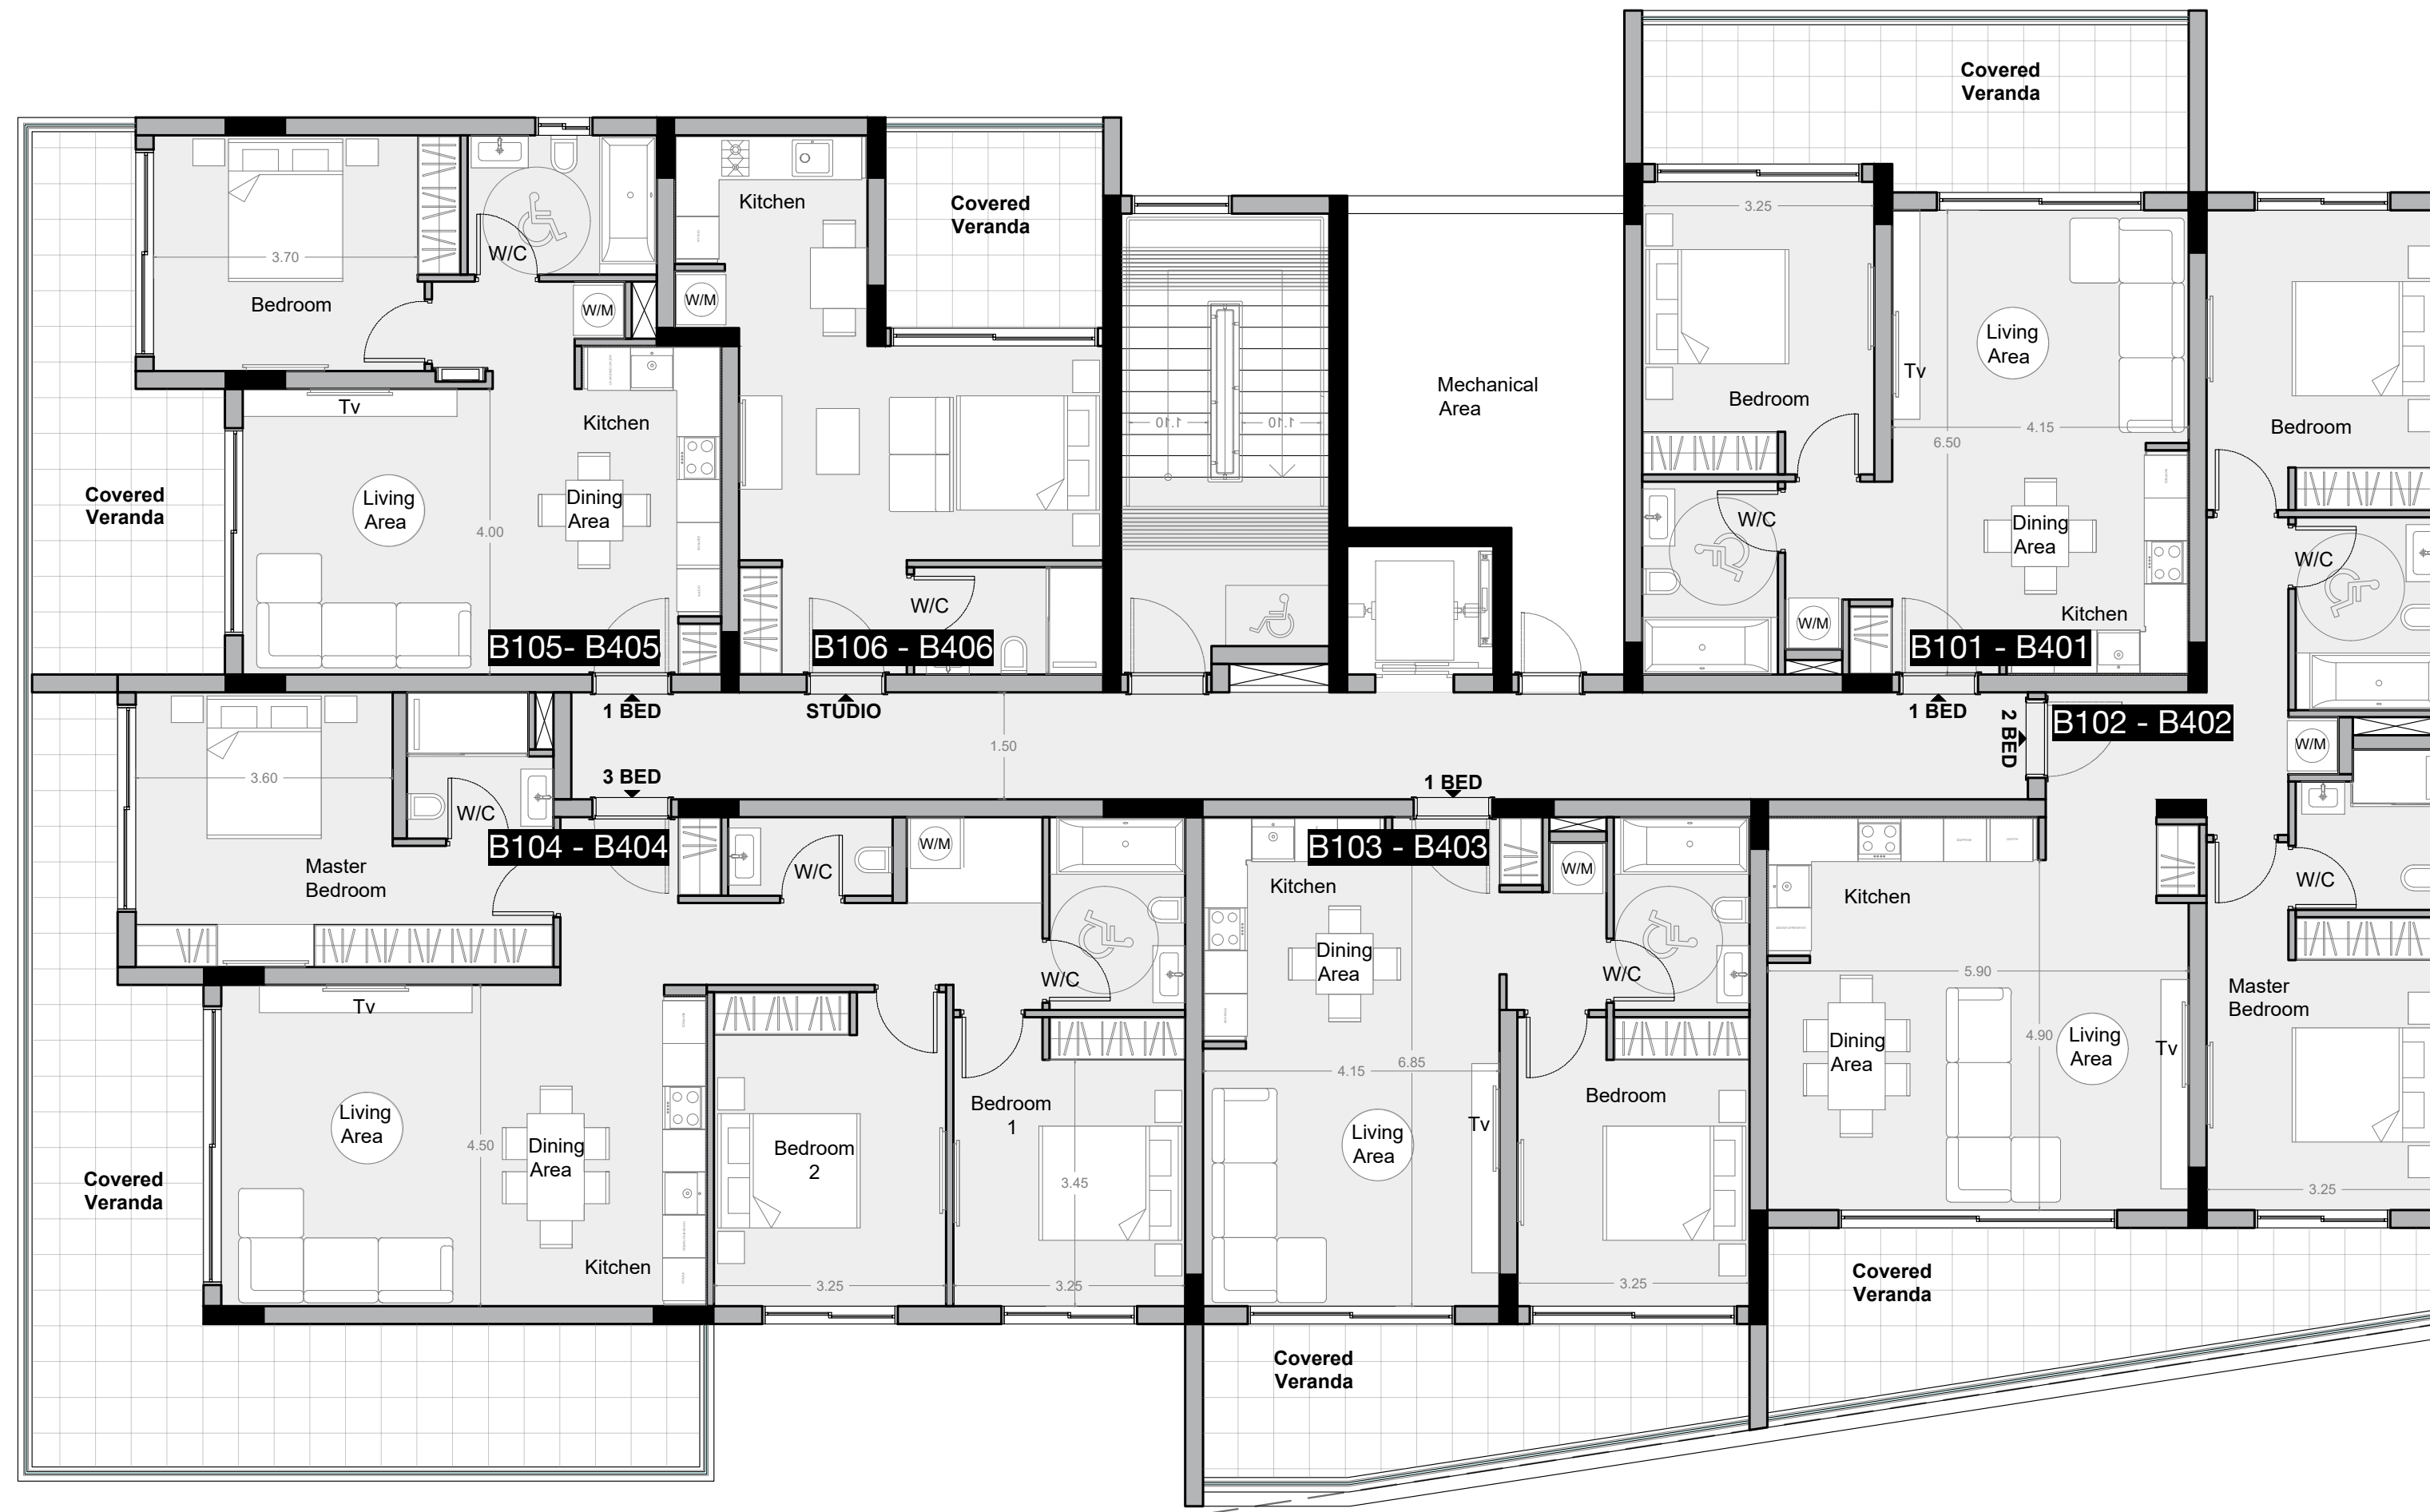 Covered
Veranda
Kitchen
Covered
Veranda
3.25
W/C
3.70
Bedroom
W/M
W/M
Living
Area
Tv
Mechanical
Area
Bedroom
Tv
Kitchen
1.10
1.10
4.15
6.50
Bedroom
Covered
Veranda
Living
Area
Dining
Area
4.00
W/C
Dining
Area
W/C
W/C
W/M
Kitchen
B105- B405
B106 - B406
B101 - B401
1 BED
STUDIO
1 BED
2 BED
B102 - B402
1.50
W/M
3.60
3 BED
1 BED
W/C
B104 - B404
W/M
B103 - B403
W/M
Master
Bedroom
W/C
Kitchen
Kitchen
W/C
Dining
Area
W/C
W/C
5.90
Master
Bedroom
Tv
Living
Area
4.50
Dining
Area
Bedroom
2
Bedroom
1
3.45
4.15
6.85
Tv
Living
Area
Bedroom
Dining
Area
4.90
Living
Area
Tv
Covered
Veranda
3.25
Kitchen
3.25
3.25
3.25
Covered
Veranda
Covered
Veranda